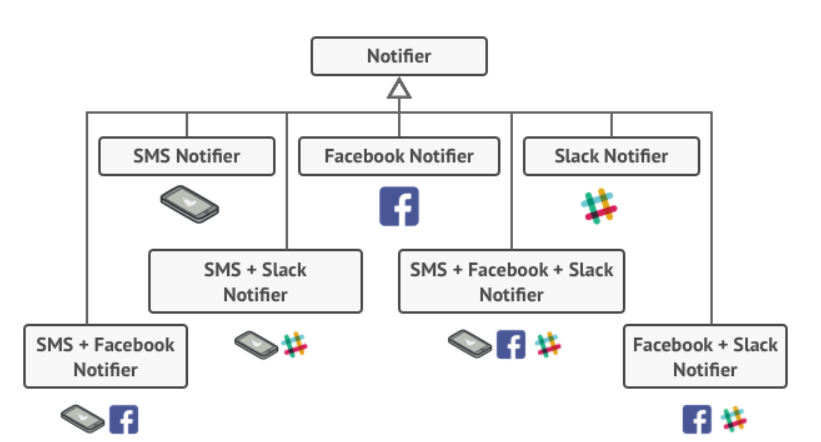 Notifier
SMS Notifier
Facebook Notifier
Slack Notifier
SMS + Slack
Notifier
SMS + Facebook + Slack
Notifier
SMS + Facebook
Notifier
Facebook + Slack
Notifier